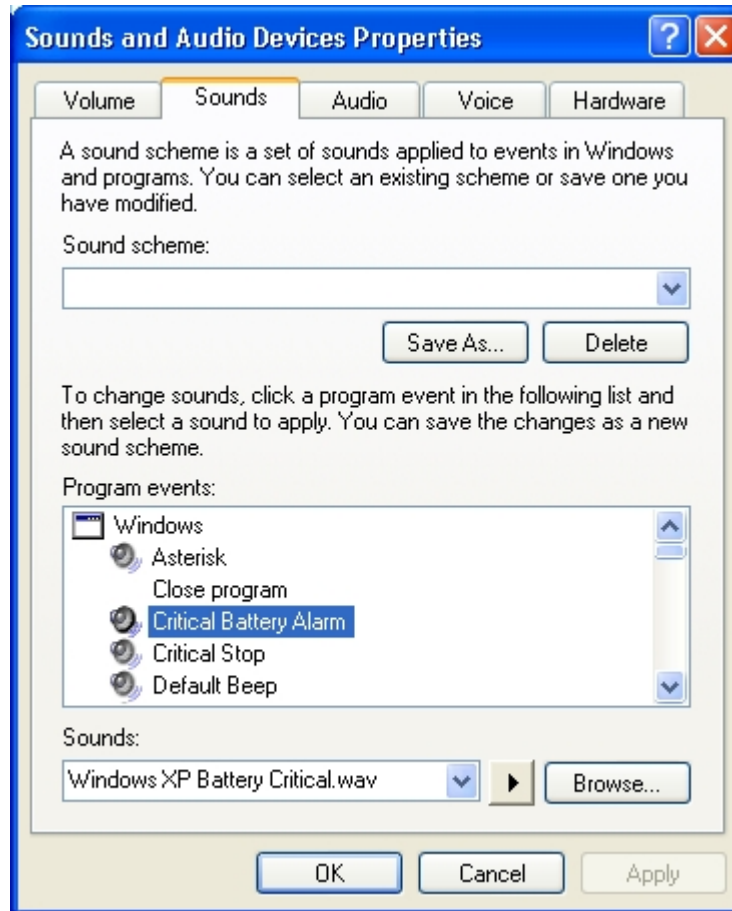 Sounds and Audio Devices Properties
Volume
Sounds
Audio
Voice
Hardware
A sound scheme is a set of sounds applied to events in Windows
and programs. You can select an existing scheme or save one you
have modified.
Sound scheme:
Save As...
Delete
To change sounds, click a program event in the following list and
then select a sound to apply. You can save the changes as a new
sound scheme.
Program events:
Windows
Asterisk
Close program
Critical Battery Alarm
Critical Stop
Default Beep
Sounds:
Windows XP Battery Critical.wav
Browse...
OK
Cancel
Apply